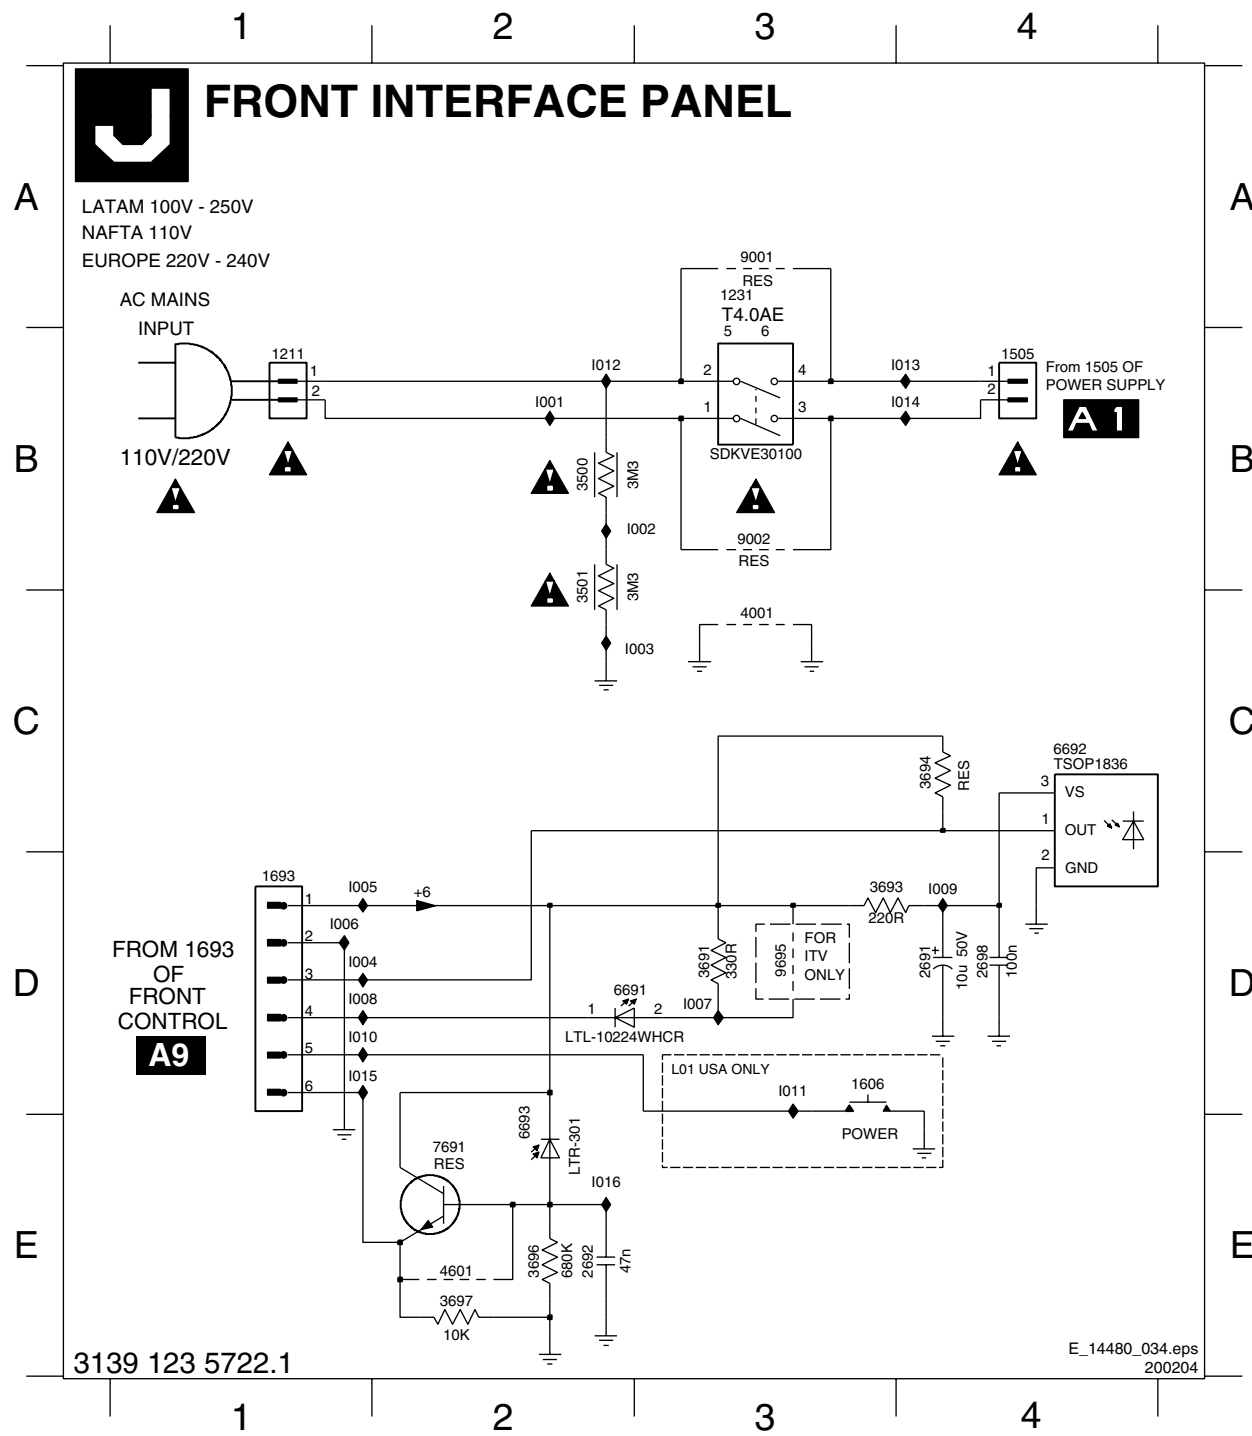 1 2 3 4
J FRONT INTERFACE PANEL
A A
LATAM 100V - 250V
NAFTA 110V
EUROPE 220V - 240V
9001
RES
1231
T4.0AE
5 6
AC MAINS
INPUT
1211
1
2
I012
I001
2 4
1 3
SDKVE30100
I013
I014
1505
1
2
From 1505 OF
POWER SUPPLY
A 1
B B
110V/220V
3500
3M3
I002
9002
RES
3501
3M3
I003
4001
C C
3694
RES
6692
TSOP1836
3 VS
1 OUT
2 GND
1693
1 I005 +6
2 I006
3 I004
4 I008
5 I010
6 I015
FROM 1693
OF
FRONT
CONTROL
A9
D D
3693
220R
I009
3691
330R
9695
FOR
ITV
ONLY
2691
+
10u 50V
2698
100n
6691
1 2
I007
LTL-10224WHCR
L01 USA ONLY
I011
1606
POWER
6693
LTR-301
7691
RES
I016
E E
3696
680K
2692
47n
4601
3697
10K
3139 123 5722.1
E_14480_034.eps
200204
1 2 3 4